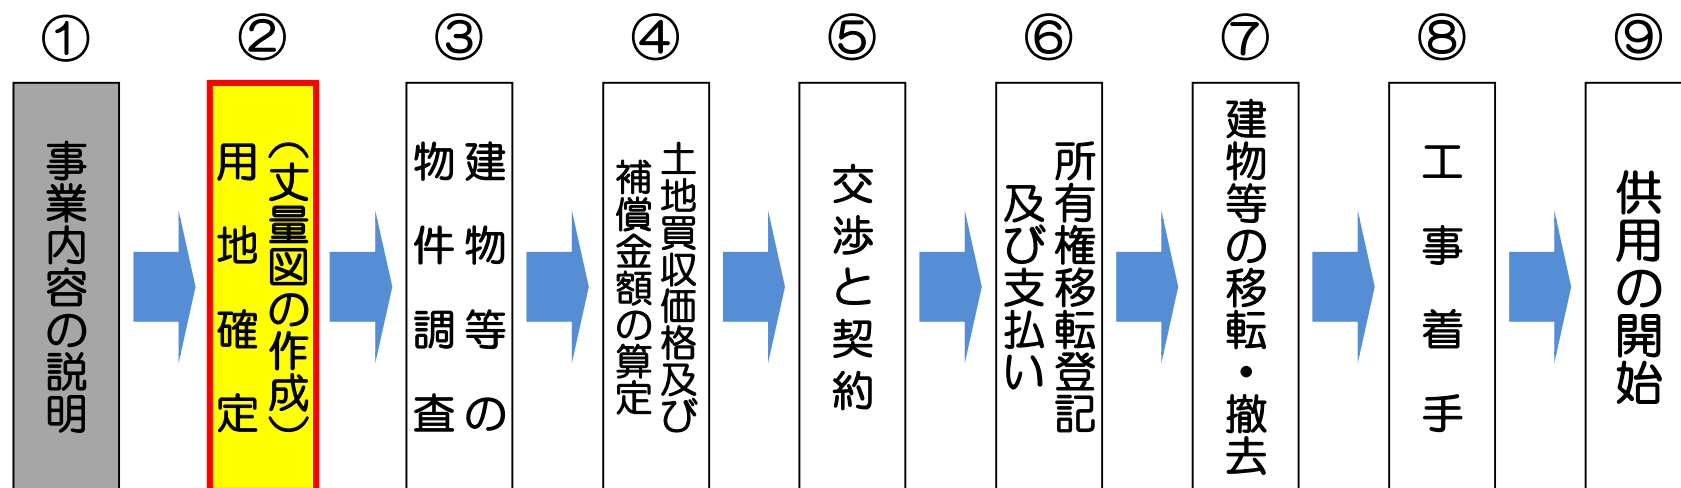 ①
事業内容の説明
②
用地確定
（丈量図の作成）
③
建物等の
物件調査
④
土地買収価格及び
補償金額の算定
⑤
交渉と契約
⑥
所有権移転登記
及び支払い
⑦
建物等の移転・撤去
⑧
工事着手
⑨
供用の開始